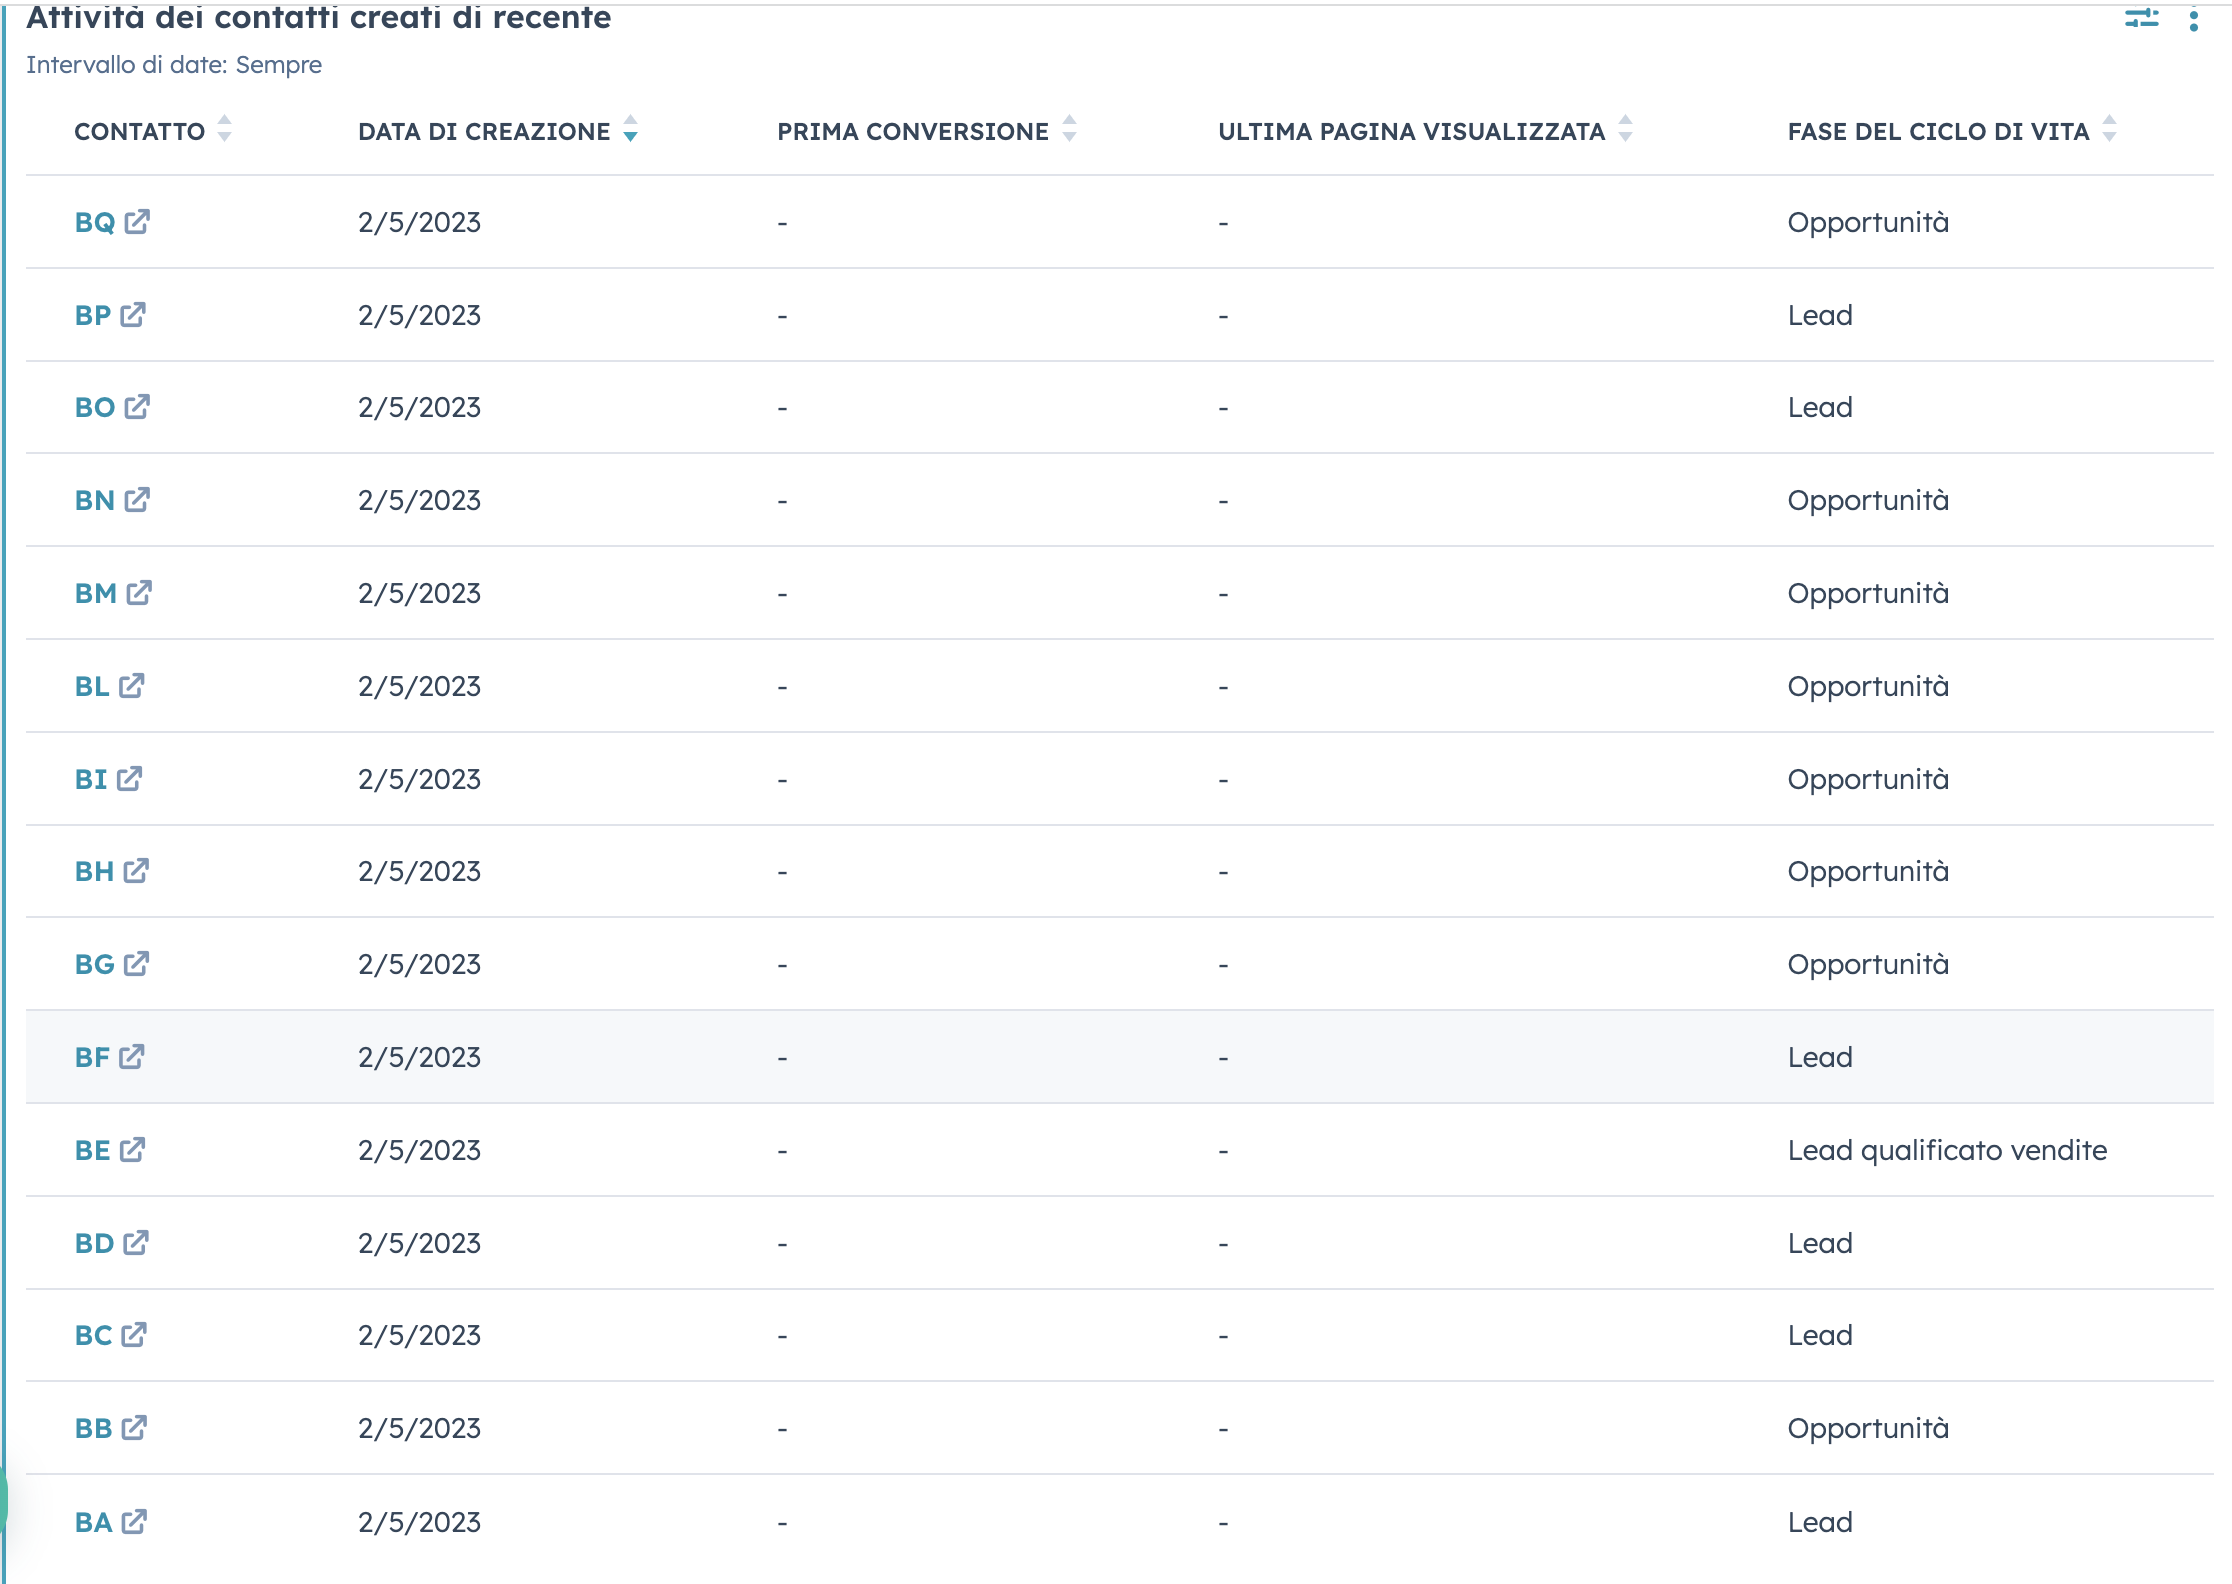 Attività dei contatti creati di recente
Intervallo di date: Sempre
CONTATTO DATA DI CREAZIONE PRIMA CONVERSIONE ULTIMA PAGINA VISUALIZZATA FASE DEL CICLO DI VITA
BQ 2/5/2023 - - Opportunità
BP 2/5/2023 - - Lead
BO 2/5/2023 - - Lead
BN 2/5/2023 - - Opportunità
BM 2/5/2023 - - Opportunità
BL 2/5/2023 - - Opportunità
BI 2/5/2023 - - Opportunità
BH 2/5/2023 - - Opportunità
BG 2/5/2023 - - Opportunità
BF 2/5/2023 - - Lead
BE 2/5/2023 - - Lead qualificato vendite
BD 2/5/2023 - - Lead
BC 2/5/2023 - - Lead
BB 2/5/2023 - - Opportunità
BA 2/5/2023 - - Lead